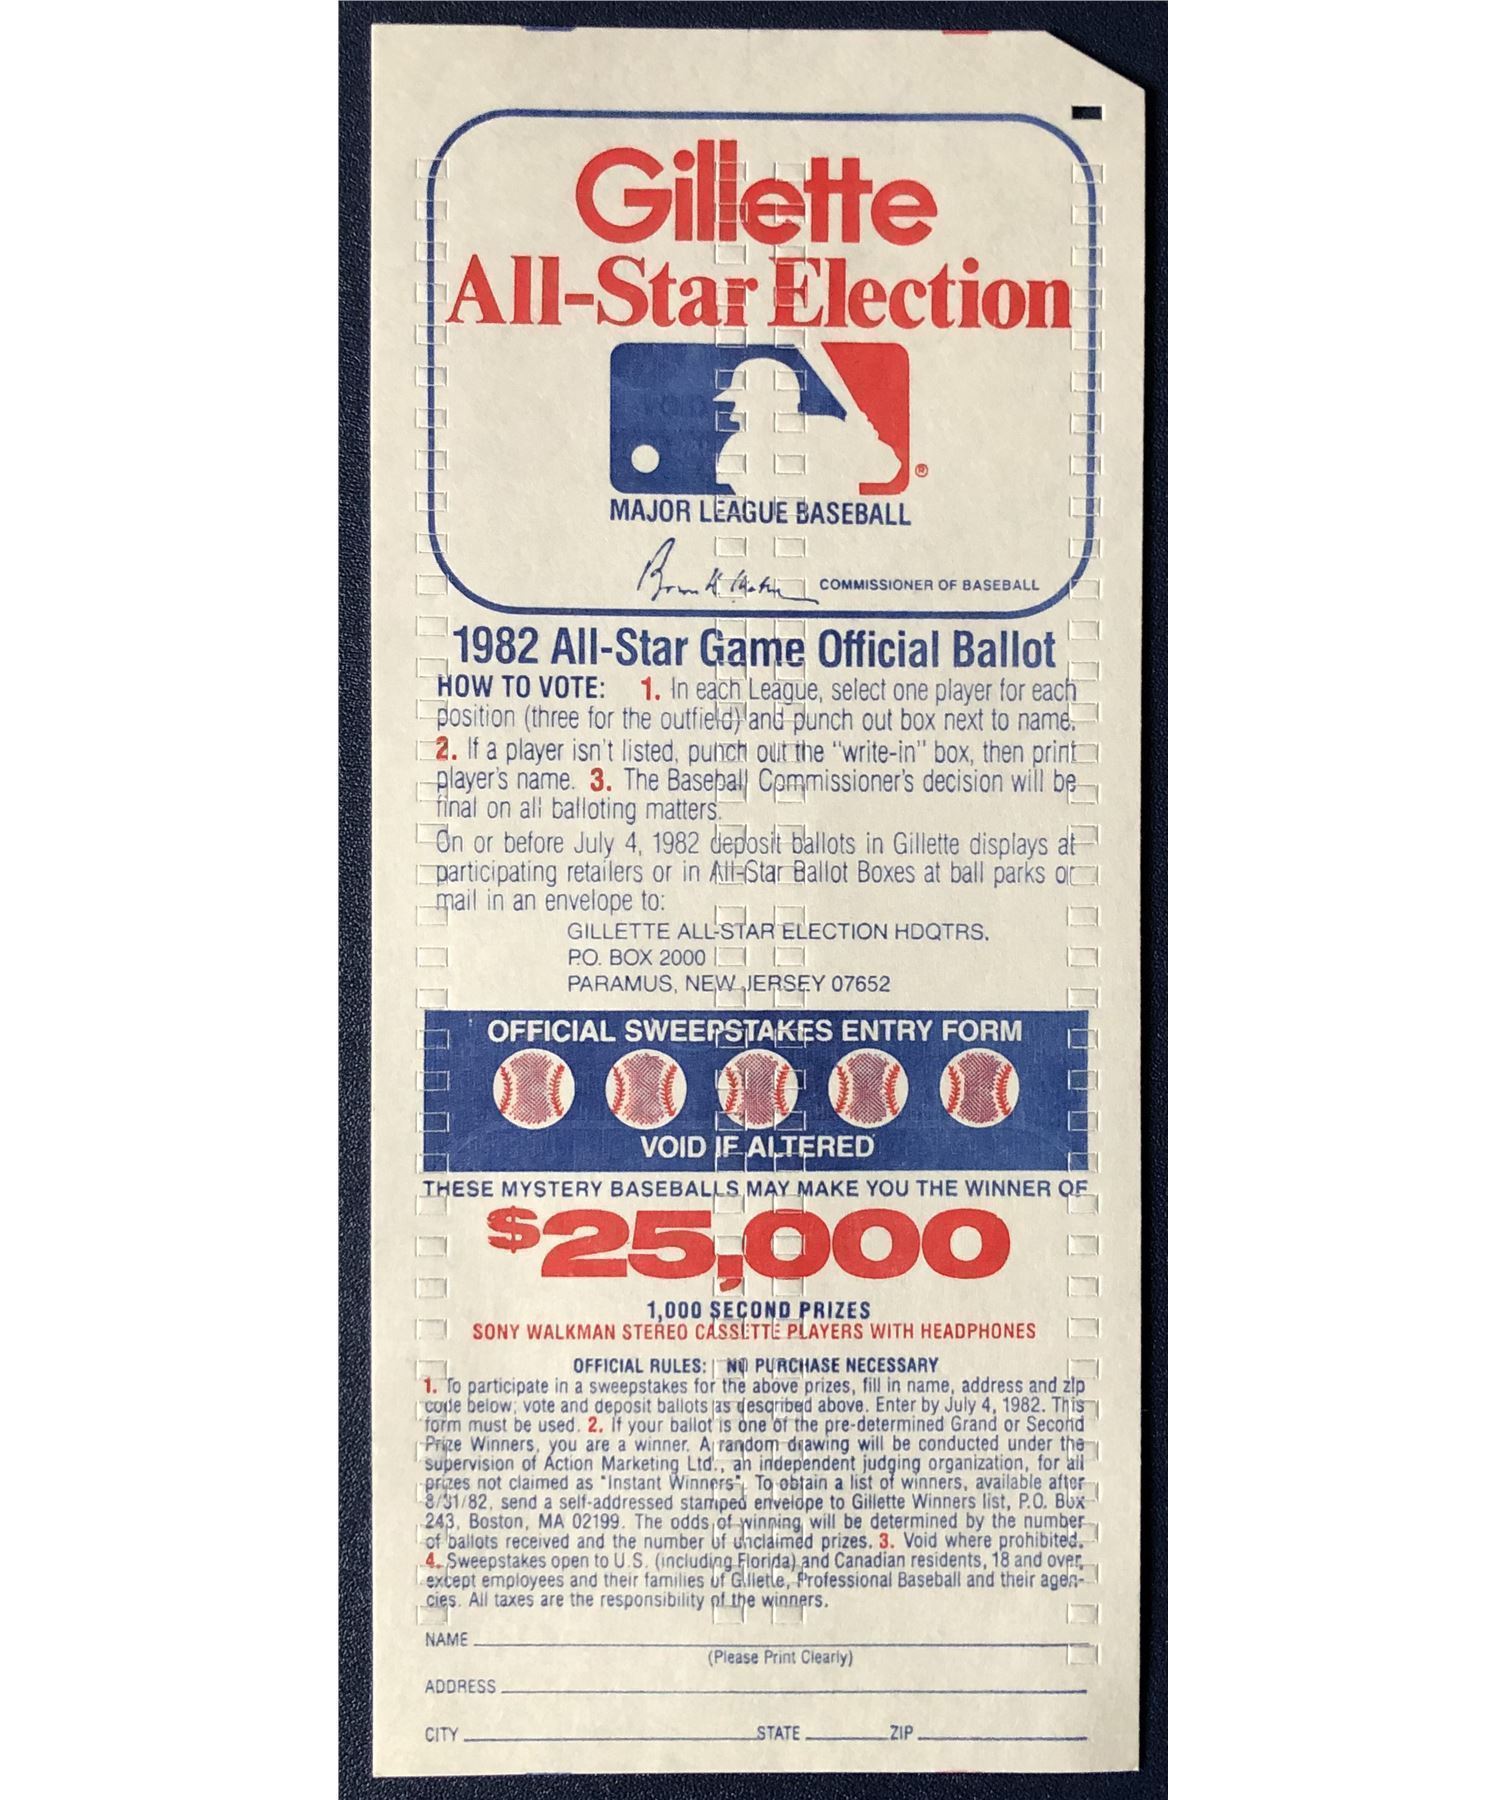 Gillette
All-Star Election
®
MAJOR LEAGUE BASEBALL
COMMISSIONER OF BASEBALL
1982 All-Star Game Official Ballot
HOW TO VOTE: 1. In each League, select one player for each
position (three for the outfield) and punch out box next to name.
2. If a player isn't listed, punch out the "write-in" box, then print
player's name. 3. The Baseball Commissioner's decision will be
final on all balloting matters.
On or before July 4, 1982 deposit ballots in Gillette displays at
participating retailers or in All-Star Ballot Boxes at ball parks or
mail in an envelope to:
GILLETTE ALL-STAR ELECTION HDQTRS.
P.O. BOX 2000
PARAMUS, NEW JERSEY 07652
OFFICIAL SWEEPSTAKES ENTRY FORM
VOID IF ALTERED
THESE MYSTERY BASEBALLS MAY MAKE YOU THE WINNER OF
$25,000
1,000 SECOND PRIZES
SONY WALKMAN STEREO CASSETTE PLAYERS WITH HEADPHONES
OFFICIAL RULES: NO PURCHASE NECESSARY
1. To participate in a sweepstakes for the above prizes, fill in name, address and zip
code below; vote and deposit ballots as described above. Enter by July 4, 1982. This
form must be used. 2. If your ballot is one of the pre-determined Grand or Second
Prize Winners, you are a winner. A random drawing will be conducted under the
supervision of Action Marketing Ltd., an independent judging organization, for all
prizes not claimed as "Instant Winners". To obtain a list of winners, available after
8/31/82, send a self-addressed stamped envelope to Gillette Winners list, P.O. Box
243, Boston, MA 02199. The odds of winning will be determined by the number
of ballots received and the number of unclaimed prizes. 3. Void where prohibited.
4. Sweepstakes open to U.S. (including Florida) and Canadian residents, 18 and over,
except employees and their families of Gillette, Professional Baseball and their agen-
cies. All taxes are the responsibility of the winners.
NAME
(Please Print Clearly)
ADDRESS
CITY STATE ZIP